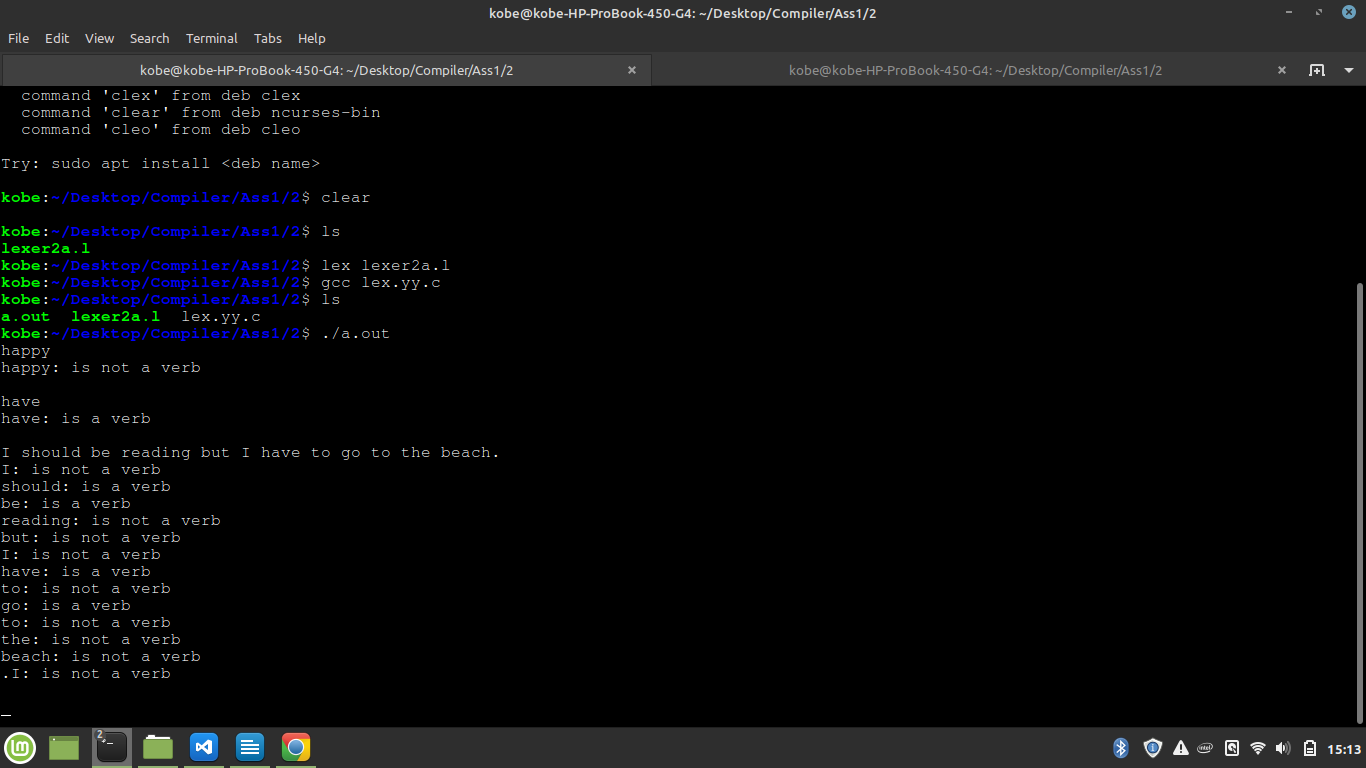 kobe@kobe-HP-ProBook-450-G4: ~/Desktop/Compiler/Ass1/2
File Edit View Search Terminal Tabs Help
kobe@kobe-HP-ProBook-450-G4: ~/Desktop/Compiler/Ass1/2 × kobe@kobe-HP-ProBook-450-G4: ~/Desktop/Compiler/Ass1/2 ×
command 'clex' from deb clex
command 'clear' from deb ncurses-bin
command 'cleo' from deb cleo
Try: sudo apt install <deb name>
kobe:~/Desktop/Compiler/Ass1/2$ clear
kobe:~/Desktop/Compiler/Ass1/2$ ls
lexer2a.l
kobe:~/Desktop/Compiler/Ass1/2$ lex lexer2a.l
kobe:~/Desktop/Compiler/Ass1/2$ gcc lex.yy.c
kobe:~/Desktop/Compiler/Ass1/2$ ls
a.out  lexer2a.l  lex.yy.c
kobe:~/Desktop/Compiler/Ass1/2$ ./a.out
happy
happy: is not a verb
have
have: is a verb
I should be reading but I have to go to the beach.
I: is not a verb
should: is a verb
be: is a verb
reading: is not a verb
but: is not a verb
I: is not a verb
have: is a verb
to: is not a verb
go: is a verb
to: is not a verb
the: is not a verb
beach: is not a verb
.I: is not a verb
2
intel
15:13